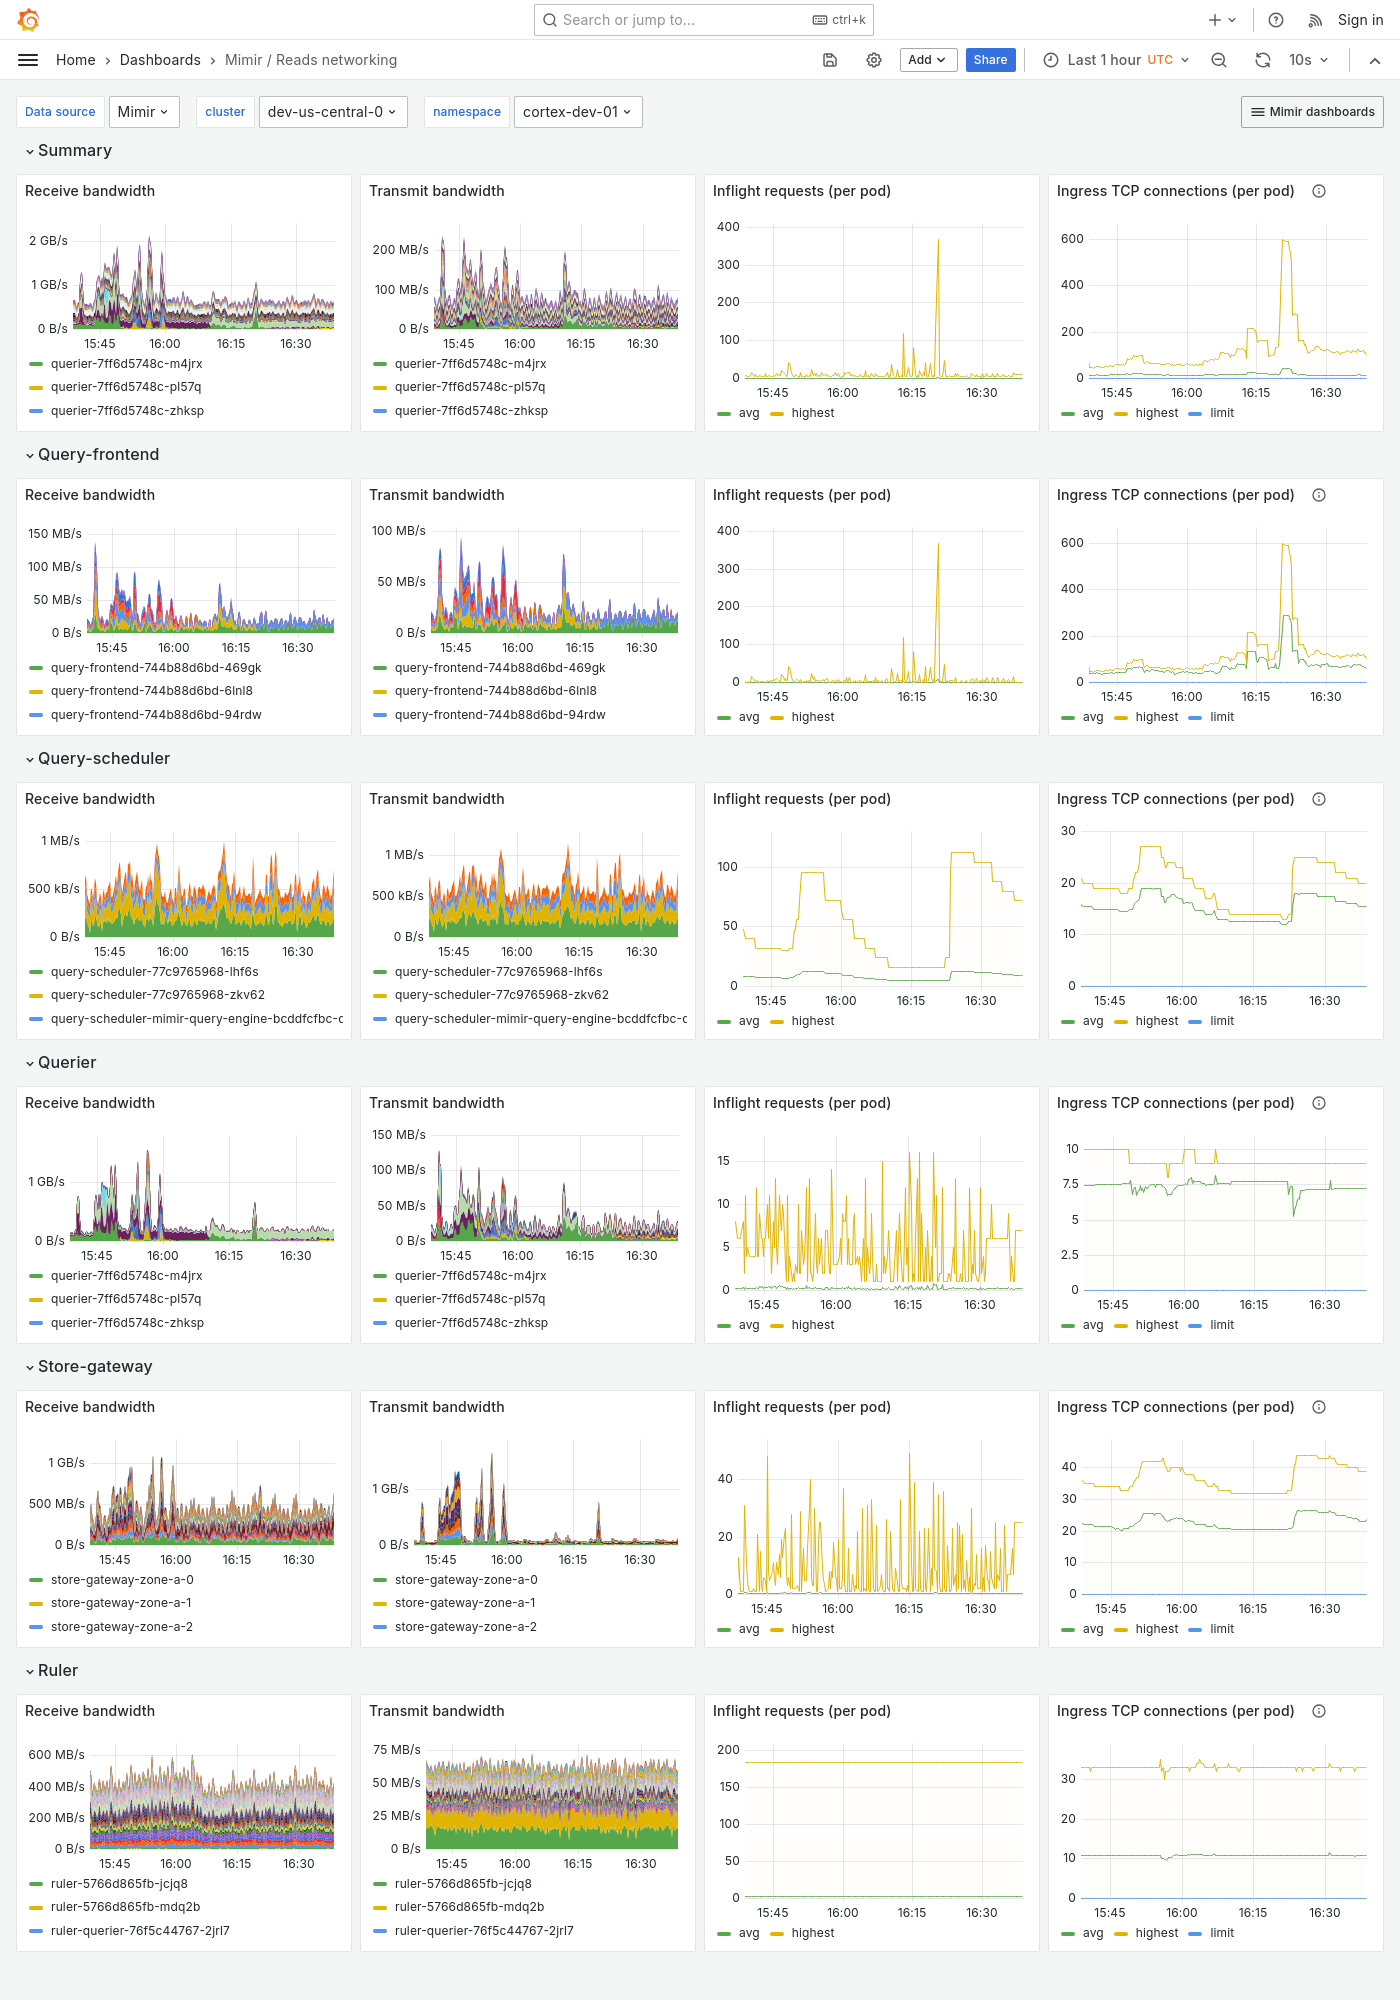 Search or jump to...
ctrl+k
Sign in
Home
Dashboards
Mimir / Reads networking
Add
Share
Last 1 hour UTC
10s
Data source
Mimir
cluster
dev-us-central-0
namespace
cortex-dev-01
Mimir dashboards
Summary
Receive bandwidth
2 GB/s
1 GB/s
0 B/s
15:45 16:00 16:15 16:30
querier-7ff6d5748c-m4jrx
querier-7ff6d5748c-pl57q
querier-7ff6d5748c-zhksp
Transmit bandwidth
200 MB/s
100 MB/s
0 B/s
15:45 16:00 16:15 16:30
querier-7ff6d5748c-m4jrx
querier-7ff6d5748c-pl57q
querier-7ff6d5748c-zhksp
Inflight requests (per pod)
400
300
200
100
0
15:45 16:00 16:15 16:30
avg highest
Ingress TCP connections (per pod)
600
400
200
0
15:45 16:00 16:15 16:30
avg highest limit
Query-frontend
Receive bandwidth
150 MB/s
100 MB/s
50 MB/s
0 B/s
15:45 16:00 16:15 16:30
query-frontend-744b88d6bd-469gk
query-frontend-744b88d6bd-6lnl8
query-frontend-744b88d6bd-94rdw
Transmit bandwidth
100 MB/s
50 MB/s
0 B/s
15:45 16:00 16:15 16:30
query-frontend-744b88d6bd-469gk
query-frontend-744b88d6bd-6lnl8
query-frontend-744b88d6bd-94rdw
Inflight requests (per pod)
400
300
200
100
0
15:45 16:00 16:15 16:30
avg highest
Ingress TCP connections (per pod)
600
400
200
0
15:45 16:00 16:15 16:30
avg highest limit
Query-scheduler
Receive bandwidth
1 MB/s
500 kB/s
0 B/s
15:45 16:00 16:15 16:30
query-scheduler-77c9765968-lhf6s
query-scheduler-77c9765968-zkv62
query-scheduler-mimir-query-engine-bcddfcfbc-c
Transmit bandwidth
1 MB/s
500 kB/s
0 B/s
15:45 16:00 16:15 16:30
query-scheduler-77c9765968-lhf6s
query-scheduler-77c9765968-zkv62
query-scheduler-mimir-query-engine-bcddfcfbc-c
Inflight requests (per pod)
100
50
0
15:45 16:00 16:15 16:30
avg highest
Ingress TCP connections (per pod)
30
20
10
0
15:45 16:00 16:15 16:30
avg highest limit
Querier
Receive bandwidth
1 GB/s
0 B/s
15:45 16:00 16:15 16:30
querier-7ff6d5748c-m4jrx
querier-7ff6d5748c-pl57q
querier-7ff6d5748c-zhksp
Transmit bandwidth
150 MB/s
100 MB/s
50 MB/s
0 B/s
15:45 16:00 16:15 16:30
querier-7ff6d5748c-m4jrx
querier-7ff6d5748c-pl57q
querier-7ff6d5748c-zhksp
Inflight requests (per pod)
15
10
5
0
15:45 16:00 16:15 16:30
avg highest
Ingress TCP connections (per pod)
10
7.5
5
2.5
0
15:45 16:00 16:15 16:30
avg highest limit
Store-gateway
Receive bandwidth
1 GB/s
500 MB/s
0 B/s
15:45 16:00 16:15 16:30
store-gateway-zone-a-0
store-gateway-zone-a-1
store-gateway-zone-a-2
Transmit bandwidth
1 GB/s
0 B/s
15:45 16:00 16:15 16:30
store-gateway-zone-a-0
store-gateway-zone-a-1
store-gateway-zone-a-2
Inflight requests (per pod)
40
20
0
15:45 16:00 16:15 16:30
avg highest
Ingress TCP connections (per pod)
40
30
20
10
0
15:45 16:00 16:15 16:30
avg highest limit
Ruler
Receive bandwidth
600 MB/s
400 MB/s
200 MB/s
0 B/s
15:45 16:00 16:15 16:30
ruler-5766d865fb-jcjq8
ruler-5766d865fb-mdq2b
ruler-querier-76f5c44767-2jrl7
Transmit bandwidth
75 MB/s
50 MB/s
25 MB/s
0 B/s
15:45 16:00 16:15 16:30
ruler-5766d865fb-jcjq8
ruler-5766d865fb-mdq2b
ruler-querier-76f5c44767-2jrl7
Inflight requests (per pod)
200
150
100
50
0
15:45 16:00 16:15 16:30
avg highest
Ingress TCP connections (per pod)
30
20
10
0
15:45 16:00 16:15 16:30
avg highest limit